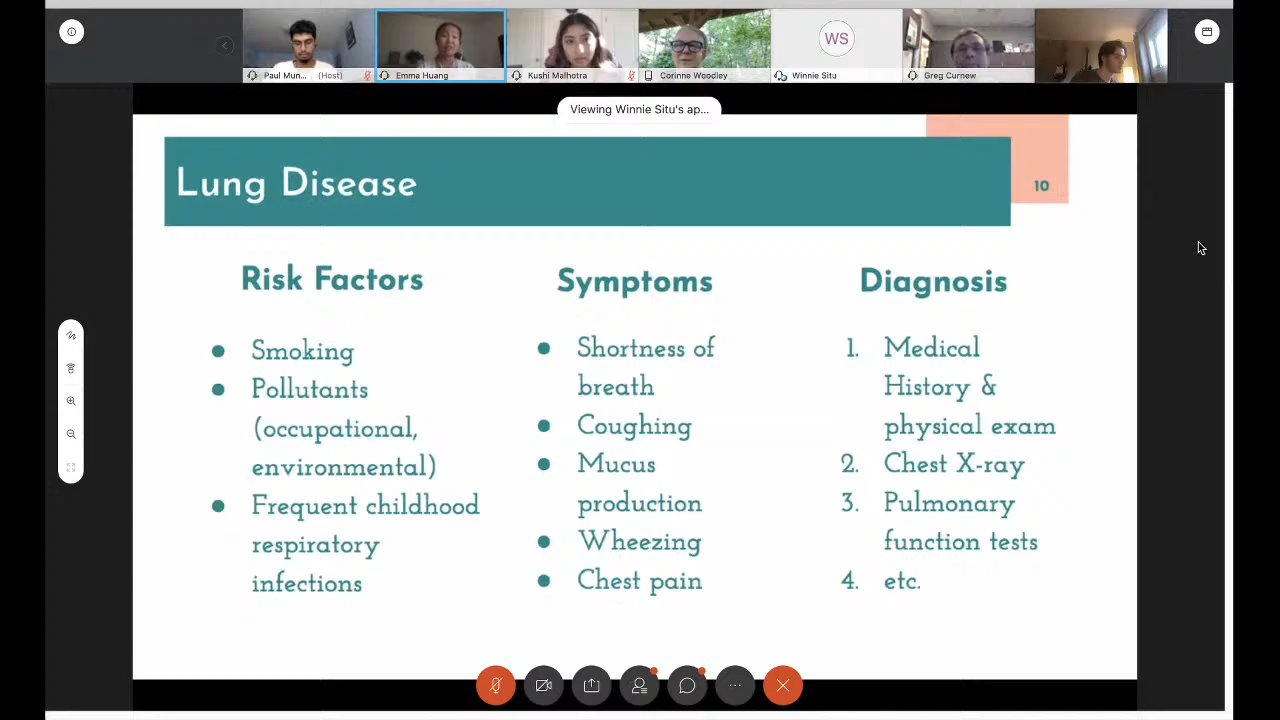 Paul Mun... (Host)
Emma Huang
Kushi Malhotra
Corinne Woodley
WS
Winnie Situ
Greg Curnew
Viewing Winnie Situ's ap...
Lung Disease
10
Risk Factors
● Smoking
● Pollutants
(occupational,
environmental)
● Frequent childhood
respiratory
infections
Symptoms
● Shortness of
breath
● Coughing
● Mucus
production
● Wheezing
● Chest pain
Diagnosis
1. Medical
History &
physical exam
2. Chest X-ray
3. Pulmonary
function tests
4. etc.